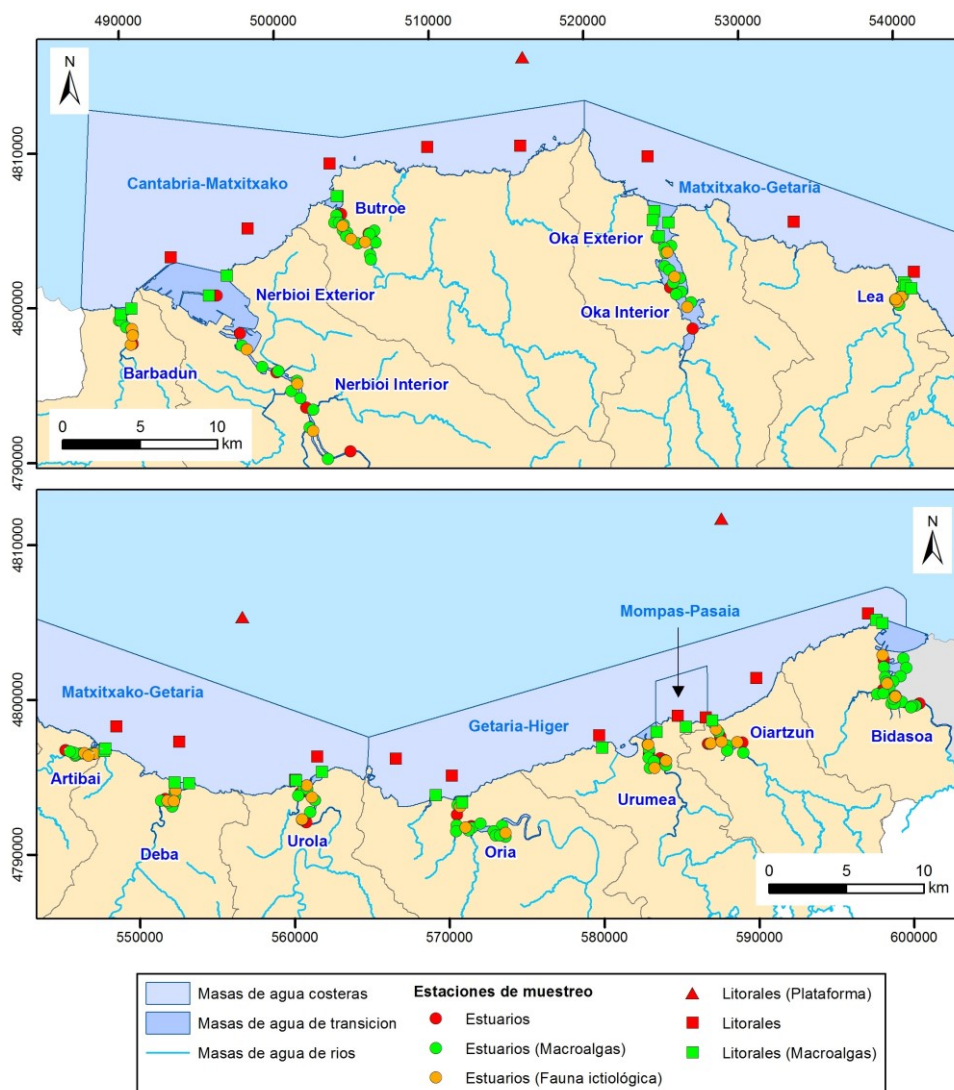 490000 500000 510000 520000 530000 540000
N
4810000
Cantabria-Matxitxako
Matxitxako-Getaria
Butroe
Oka Exterior
Nerbioi Exterior
4800000
Oka Interior
Lea
Barbadun
Nerbioi Interior
0 5 10
km
4790000
N
4810000
Mompas-Pasaia
Matxitxako-Getaria
4800000
Getaria-Higer
Oiartzun
Bidasoa
Artibai
Urumea
Deba
Urola
Oria
4790000
0 5 10
km
550000 560000 570000 580000 590000 600000
Masas de agua costeras
Masas de agua de transicion
Masas de agua de rios
Estaciones de muestreo
Estuarios
Estuarios (Macroalgas)
Estuarios (Fauna ictiológica)
Litorales (Plataforma)
Litorales
Litorales (Macroalgas)